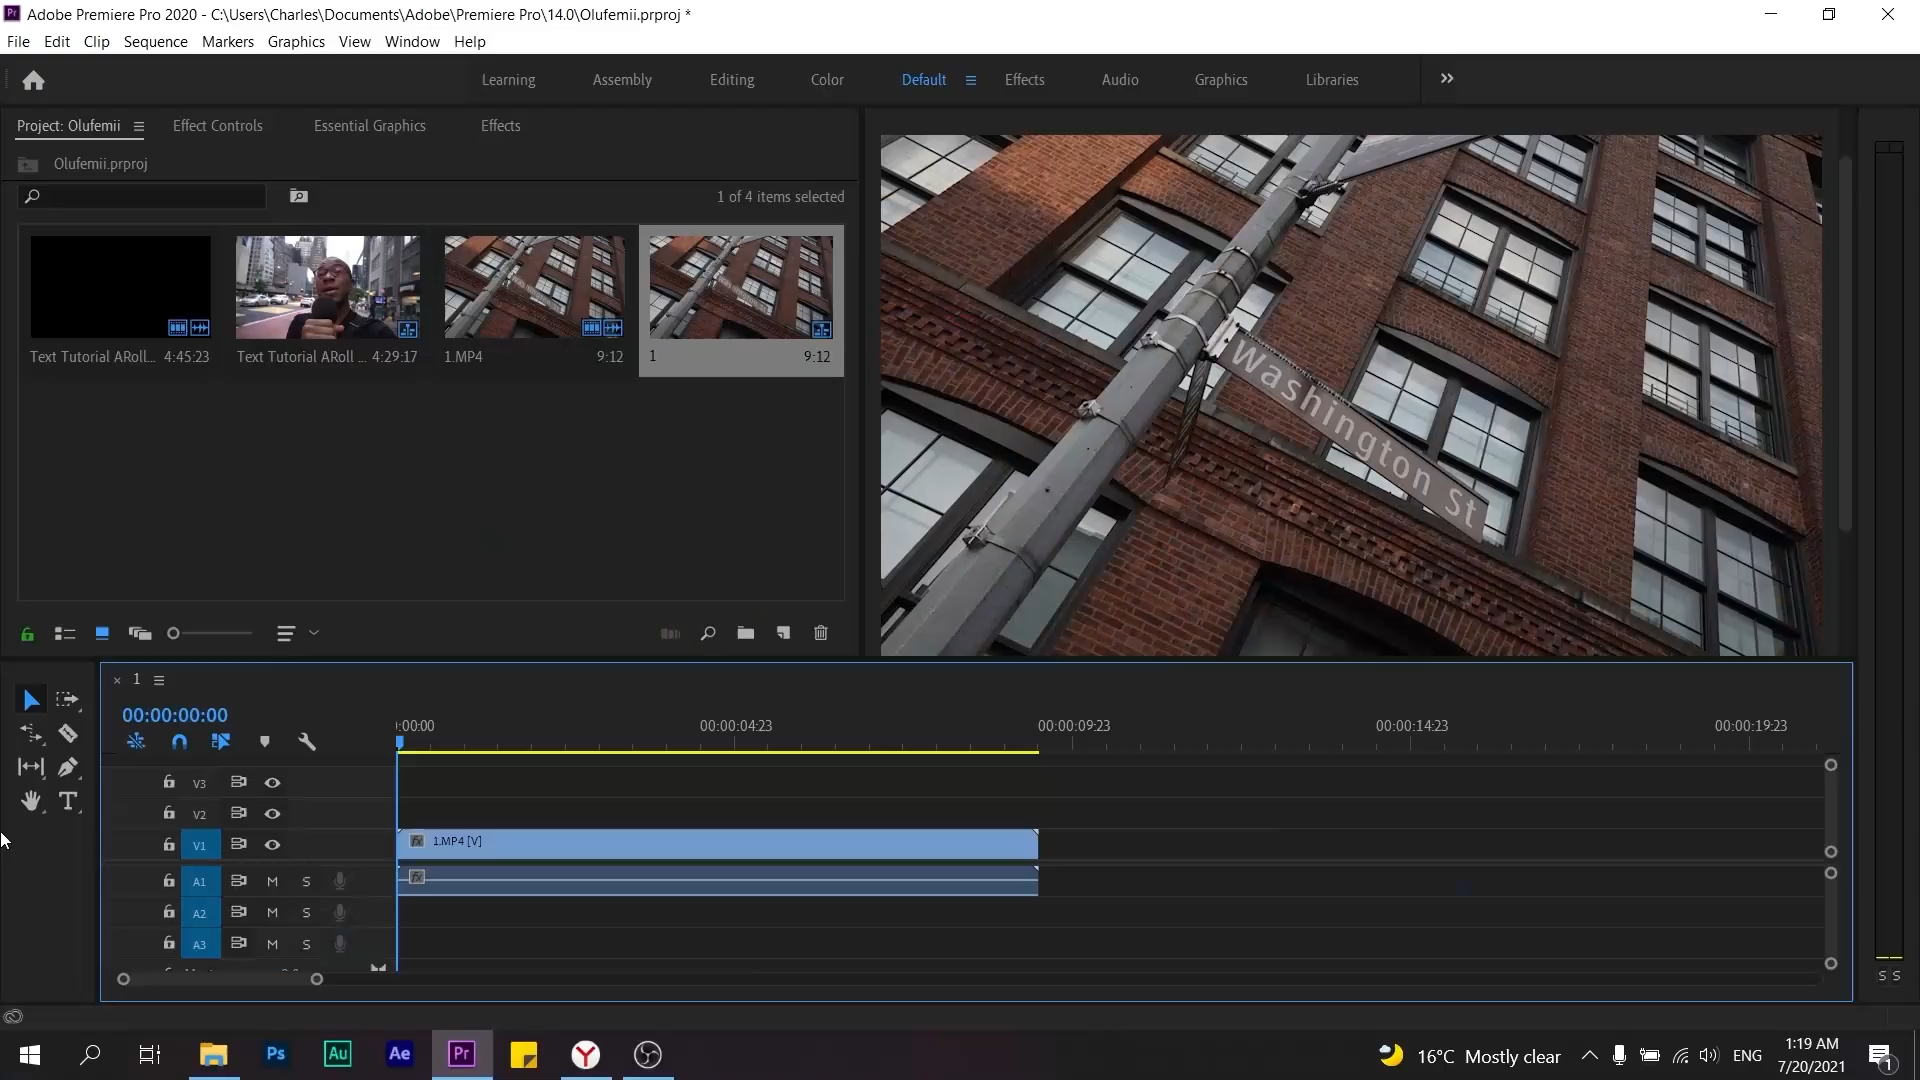 Adobe Premiere Pro 2020 - C:\Users\Charles\Documents\Adobe\Premiere Pro\14.0\Olufemii.prproj *
File Edit Clip Sequence Markers Graphics View Window Help
Learning Assembly Editing Color Default Effects Audio Graphics Libraries
Project: Olufemii Effect Controls Essential Graphics Effects
Olufemii.prproj
1 of 4 items selected
Text Tutorial ARoll... 4:45:23 Text Tutorial ARoll ... 4:29:17 1.MP4 9:12 1 9:12
Washington St
1
00:00:00:00
:00:00 00:00:04:23 00:00:09:23 00:00:14:23 00:00:19:23
V3
V2
V1 1.MP4 [V]
A1 M S
A2 M S
A3 M S
S S
Ps Au Ae Pr
16°C Mostly clear ENG
1:19 AM
7/20/2021
1